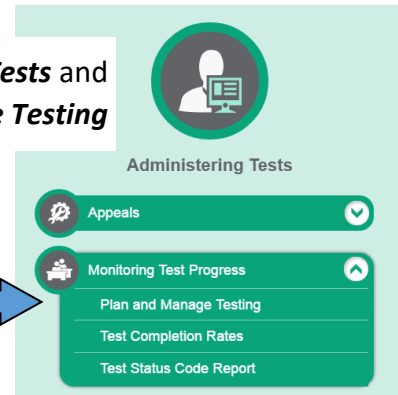 Tests and
e Testing
Administering Tests
Appeals
Monitoring Test Progress
Plan and Manage Testing
Test Completion Rates
Test Status Code Report